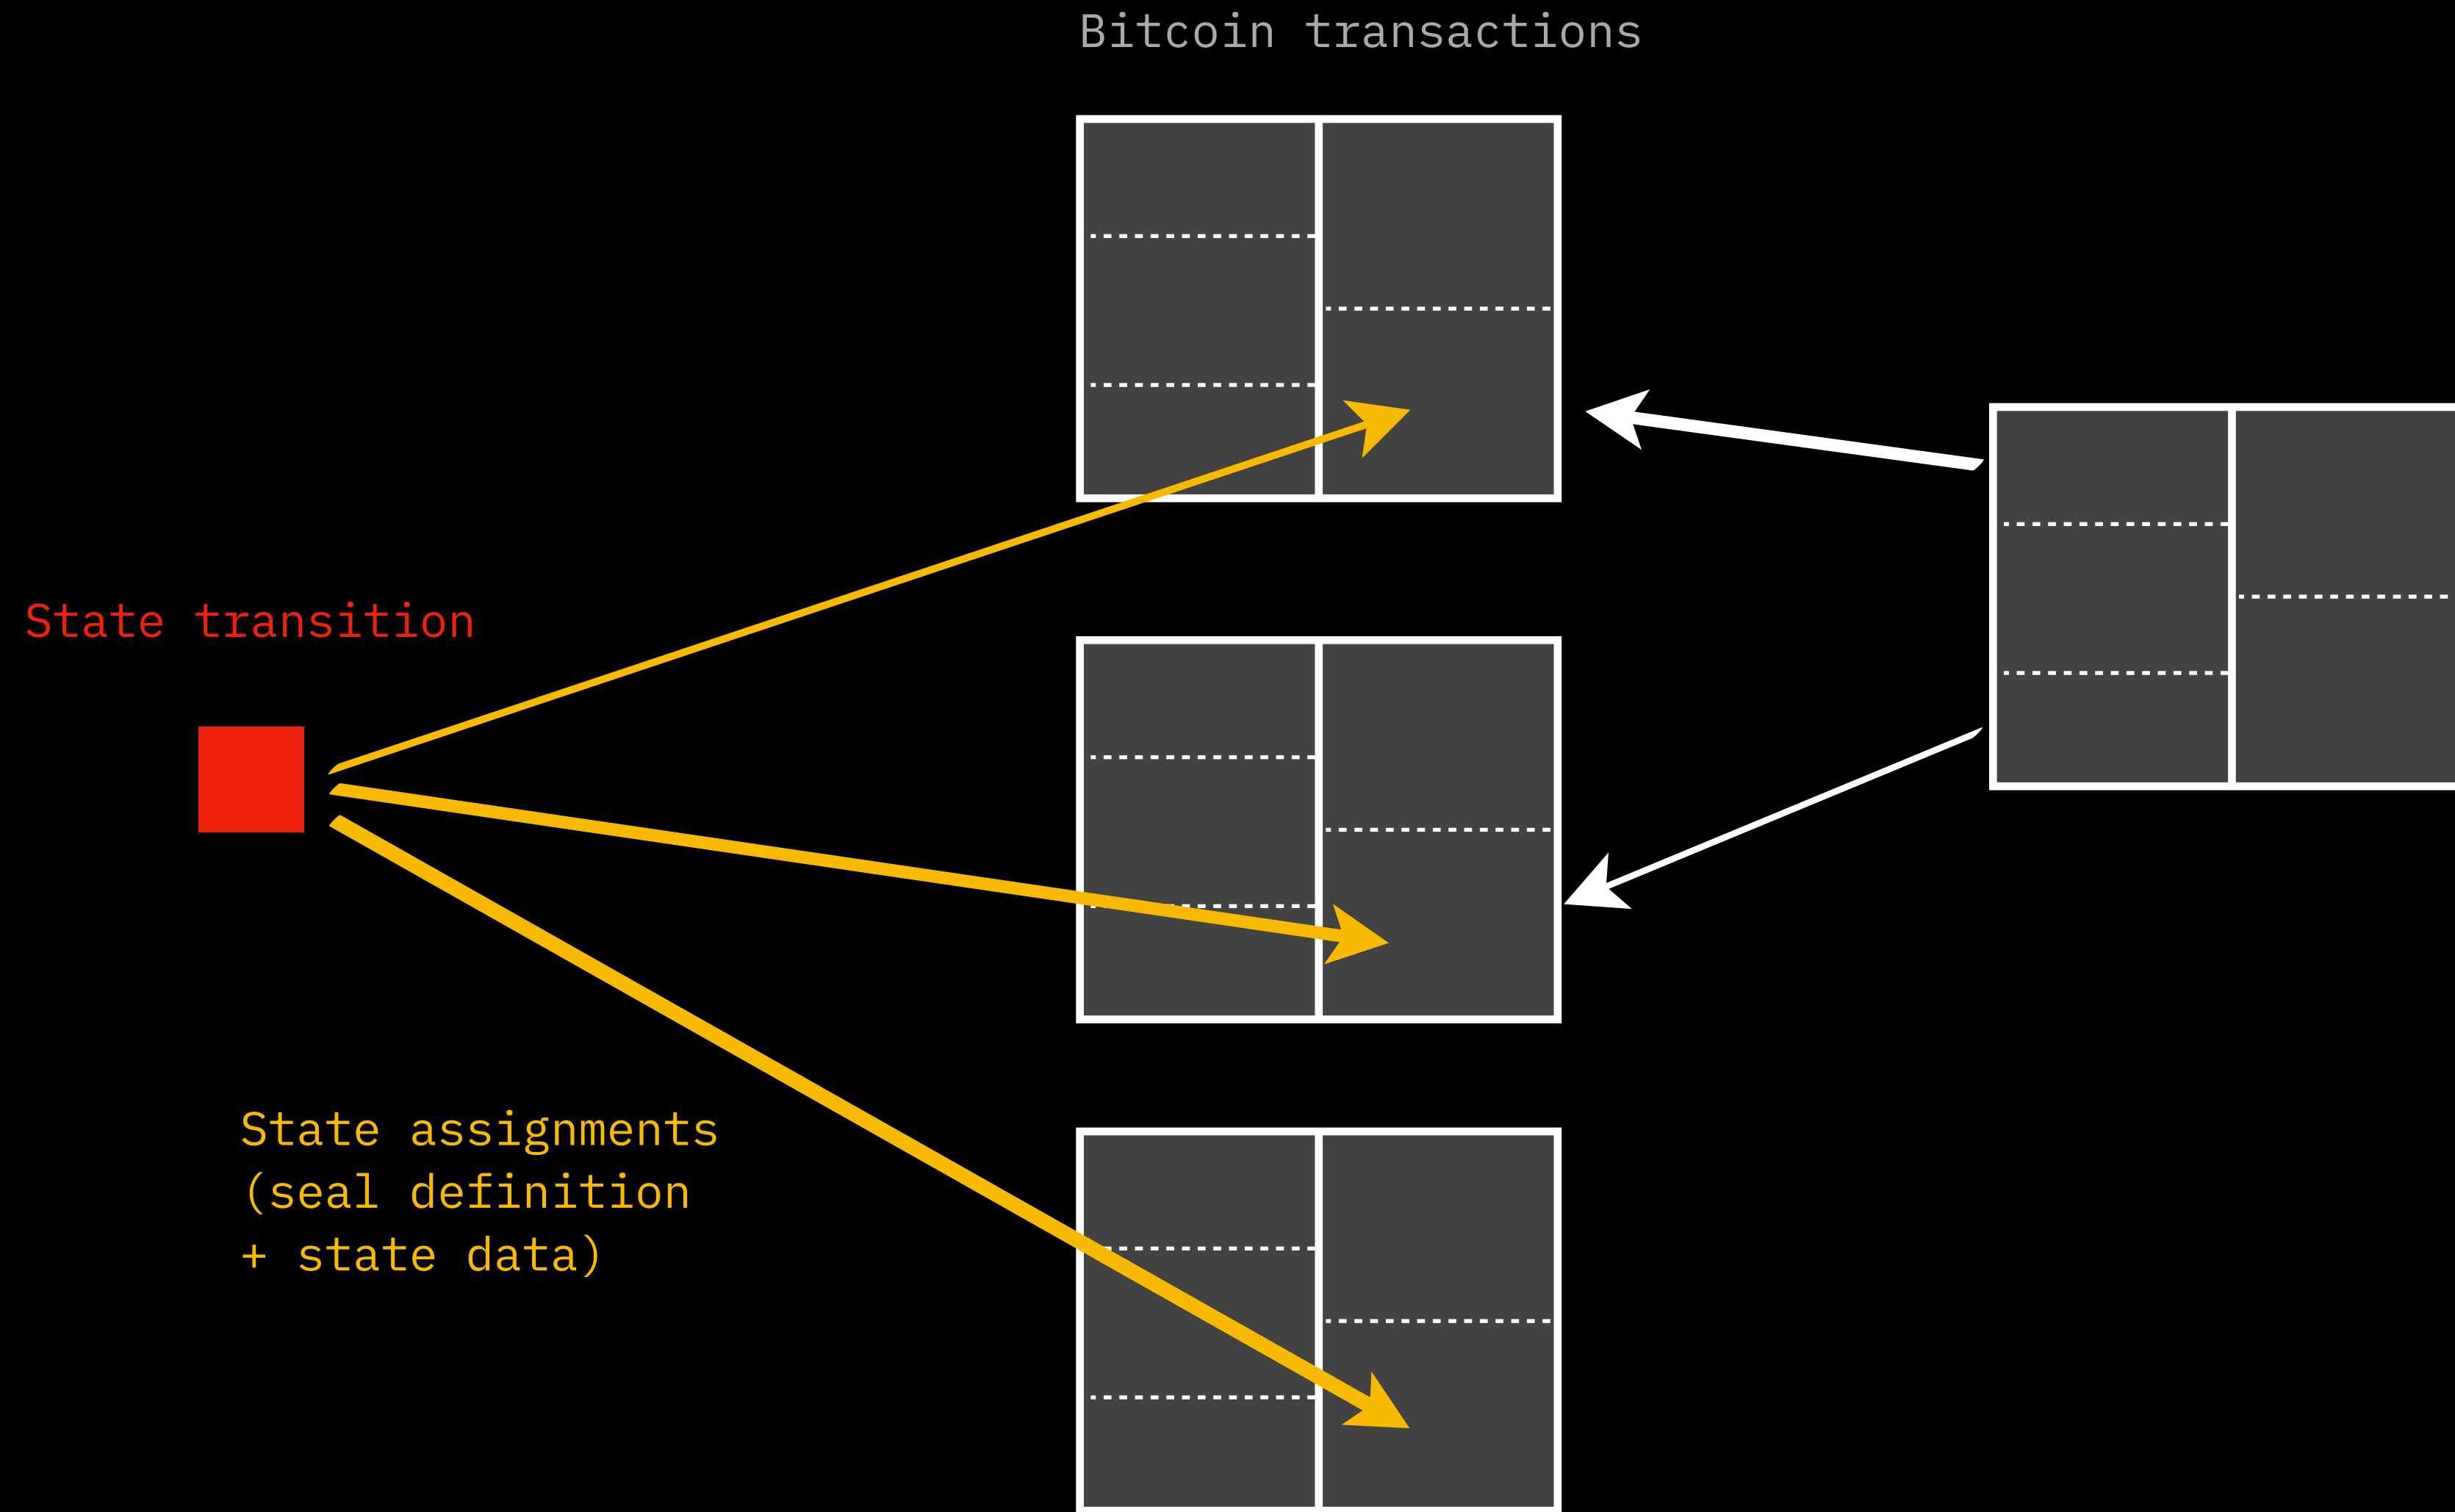 Bitcoin transactions
State transition
State assignments
(seal definition
+ state data)